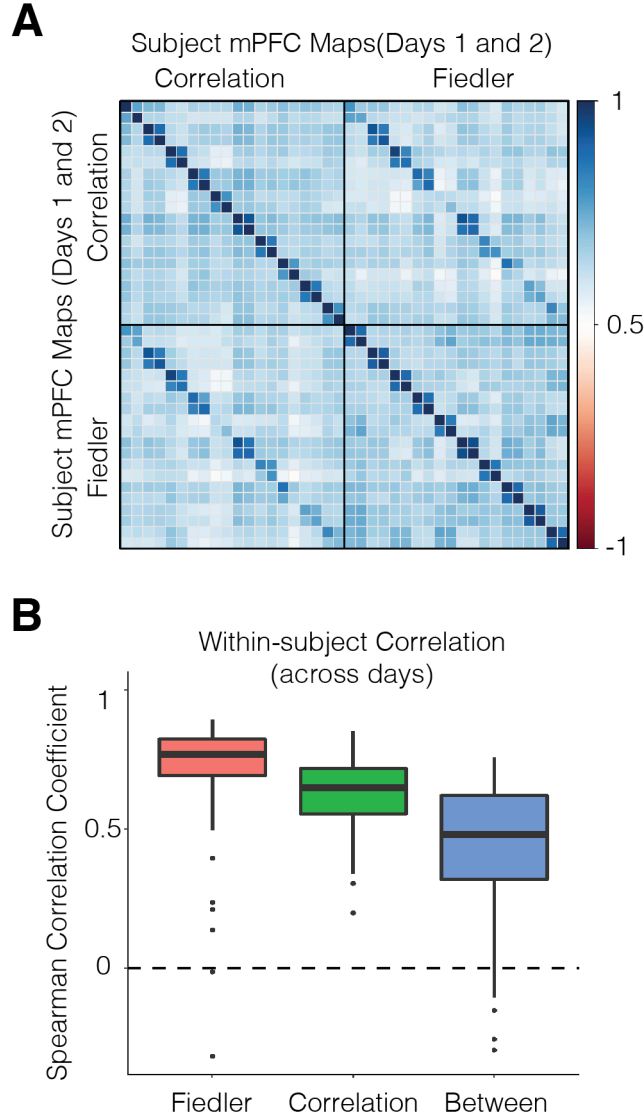 A
Subject mPFC Maps(Days 1 and 2)
Correlation Fiedler
Subject mPFC Maps (Days 1 and 2)
Correlation
Fiedler
1
0.5
-1
B
Within-subject Correlation
(across days)
Spearman Correlation Coefficient
1
0.5
0
Fiedler Correlation Between